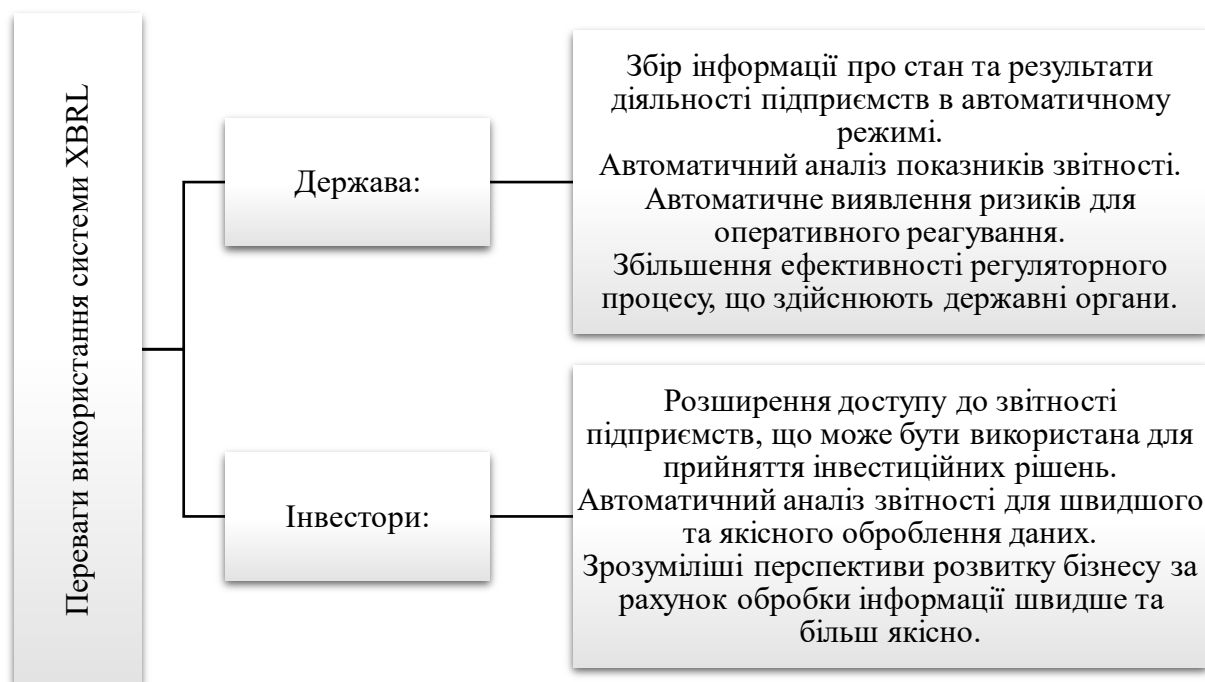 Переваги використання системи XBRL
Держава:
Збір інформації про стан та результати
діяльності підприємств в автоматичному
режимі.
Автоматичний аналіз показників звітності.
Автоматичне виявлення ризиків для
оперативного реагування.
Збільшення ефективності регуляторного
процесу, що здійснюють державні органи.
Інвестори:
Розширення доступу до звітності
підприємств, що може бути використана для
прийняття інвестиційних рішень.
Автоматичний аналіз звітності для швидшого
та якісного оброблення даних.
Зрозуміліші перспективи розвитку бізнесу за
рахунок обробки інформації швидше та
більш якісно.